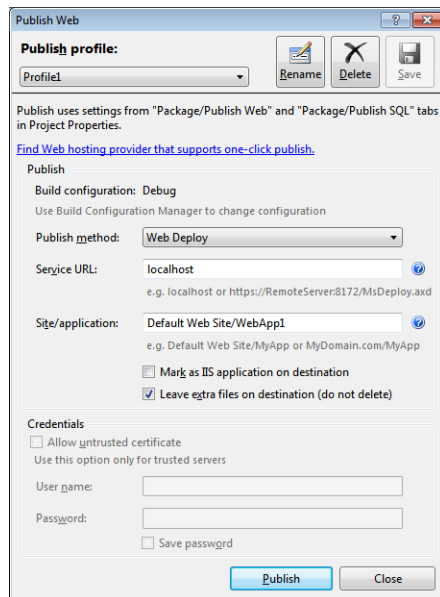 Publish Web
Publish profile:
Profile1
Rename
Delete
Save
Publish uses settings from "Package/Publish Web" and "Package/Publish SQL" tabs
in Project Properties.
Find Web hosting provider that supports one-click publish.
Publish
Build configuration: Debug
Use Build Configuration Manager to change configuration
Publish method: Web Deploy
Service URL: localhost
e.g. localhost or https://RemoteServer:8172/MsDeploy.axd
Site/application: Default Web Site/WebApp1
e.g. Default Web Site/MyApp or MyDomain.com/MyApp
Mark as IIS application on destination
Leave extra files on destination (do not delete)
Credentials
Allow untrusted certificate
Use this option only for trusted servers
User name:
Password:
Save password
Publish
Close